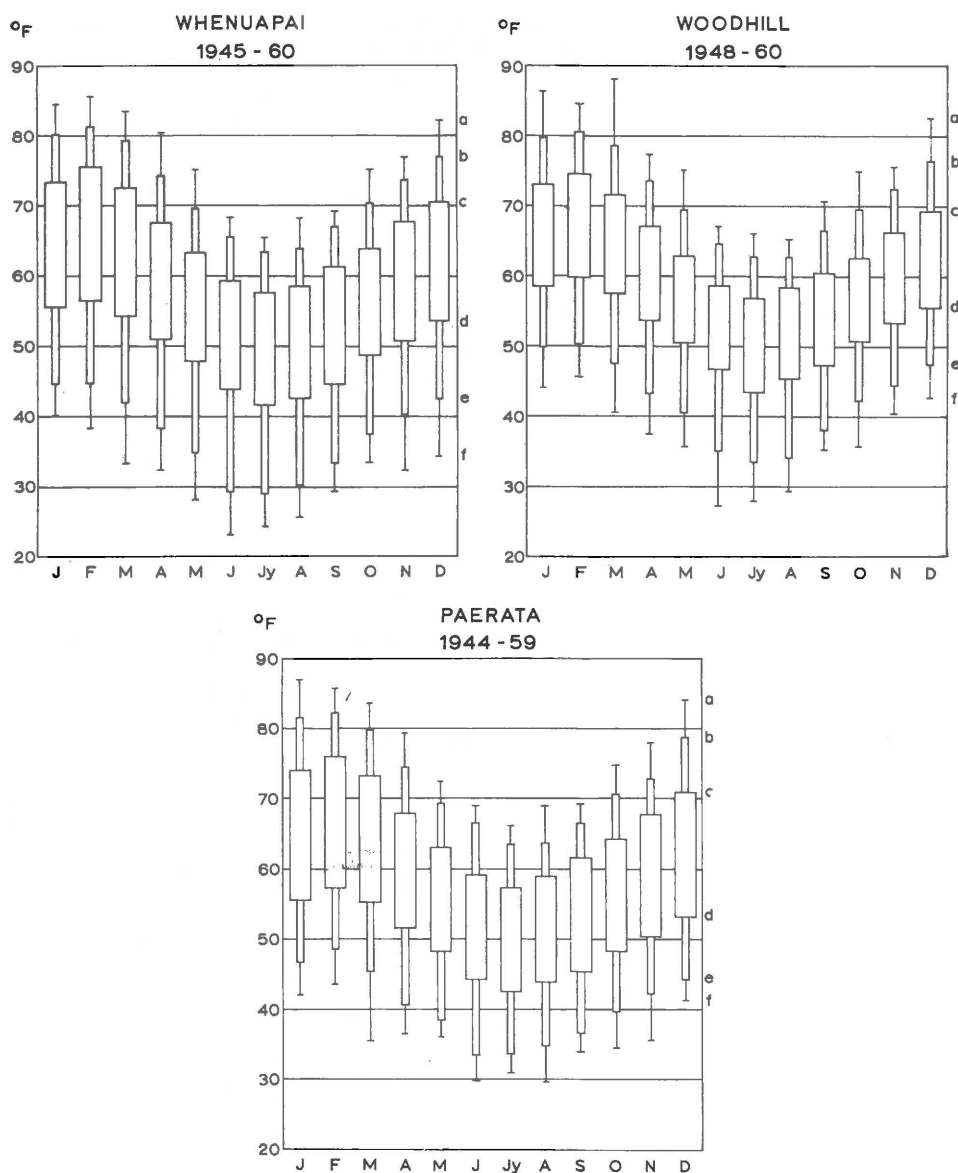 °F
WHENUAPAI
1945 - 60
90
80
70
60
50
40
30
20
a
b
c
d
e
f
J F M A M J Jy A S O N D
°F
WOODHILL
1948 - 60
90
80
70
60
50
40
30
20
a
b
c
d
e
f
J F M A M J Jy A S O N D
°F
PAERATA
1944 - 59
90
80
70
60
50
40
30
20
a
b
c
d
e
f
J F M A M J Jy A S O N D